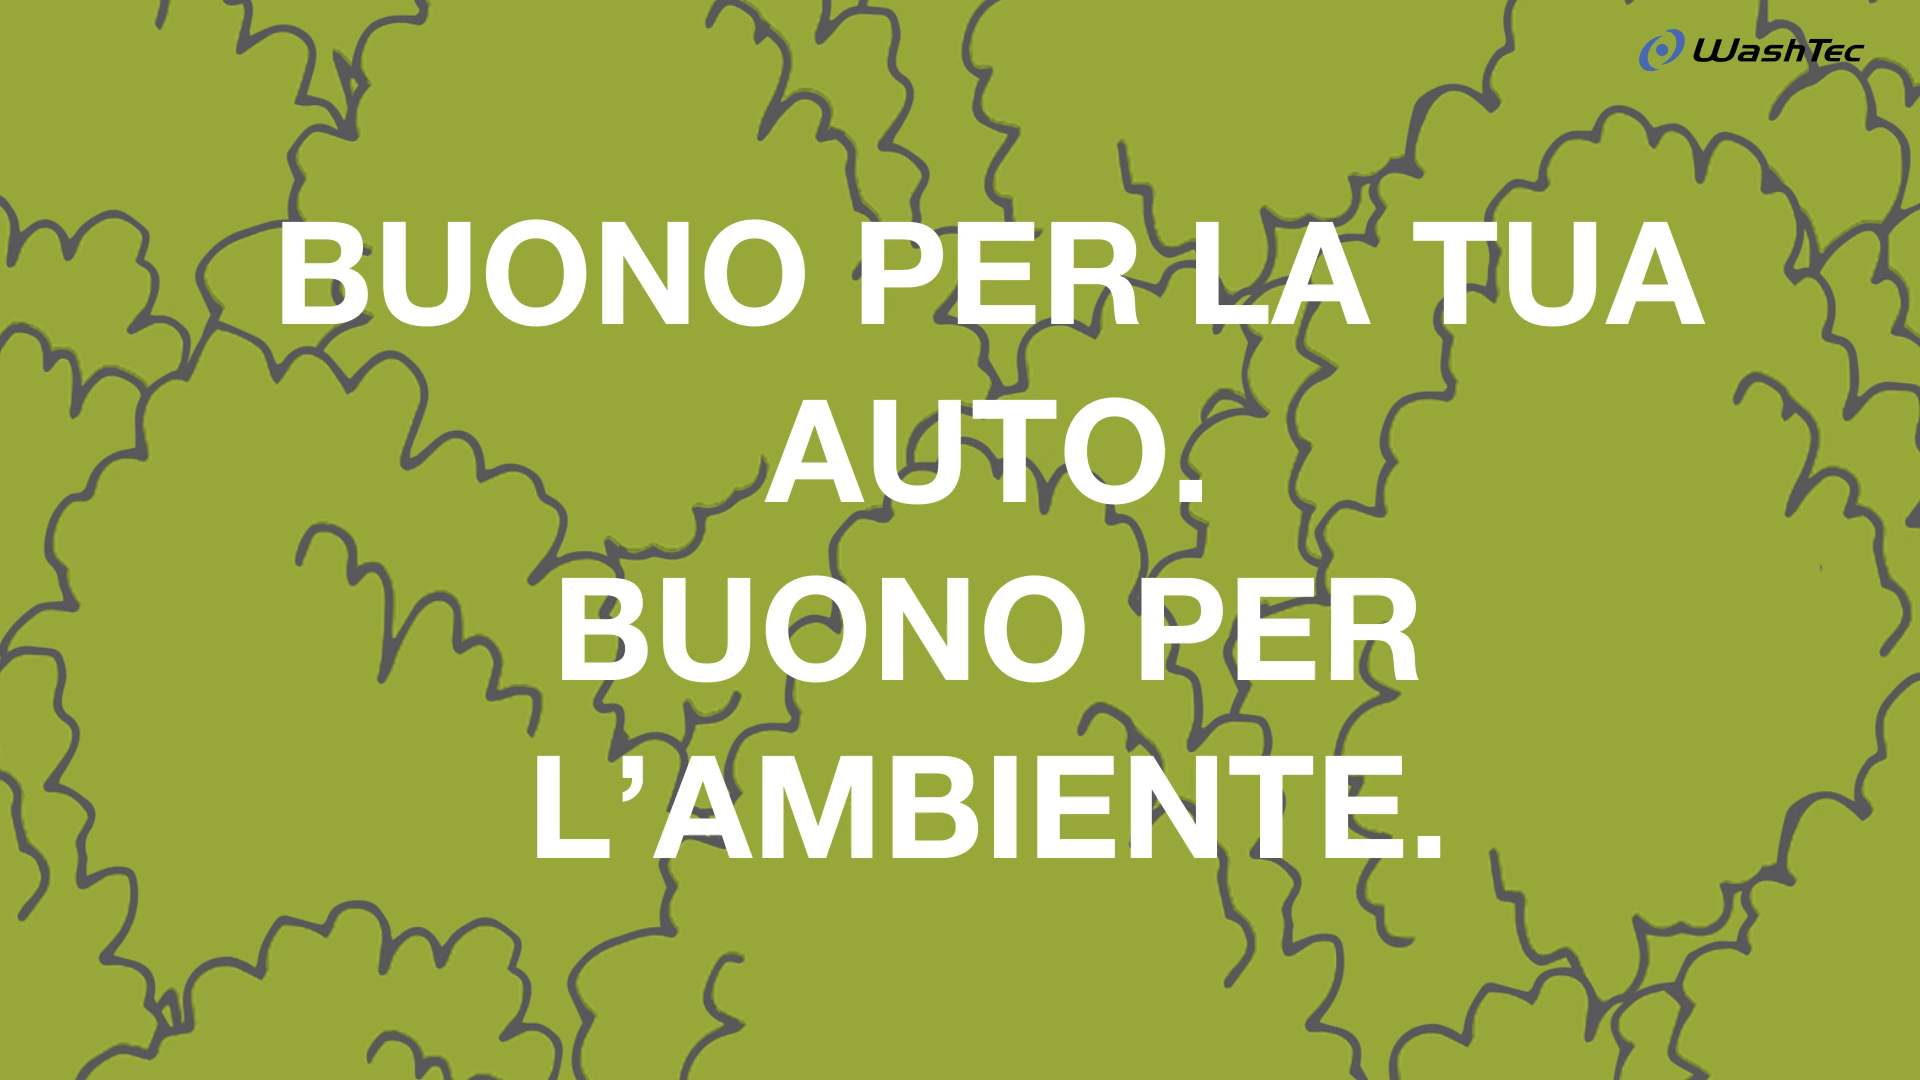 WashTec
BUONO PER LA TUA
AUTO.
BUONO PER
L’AMBIENTE.